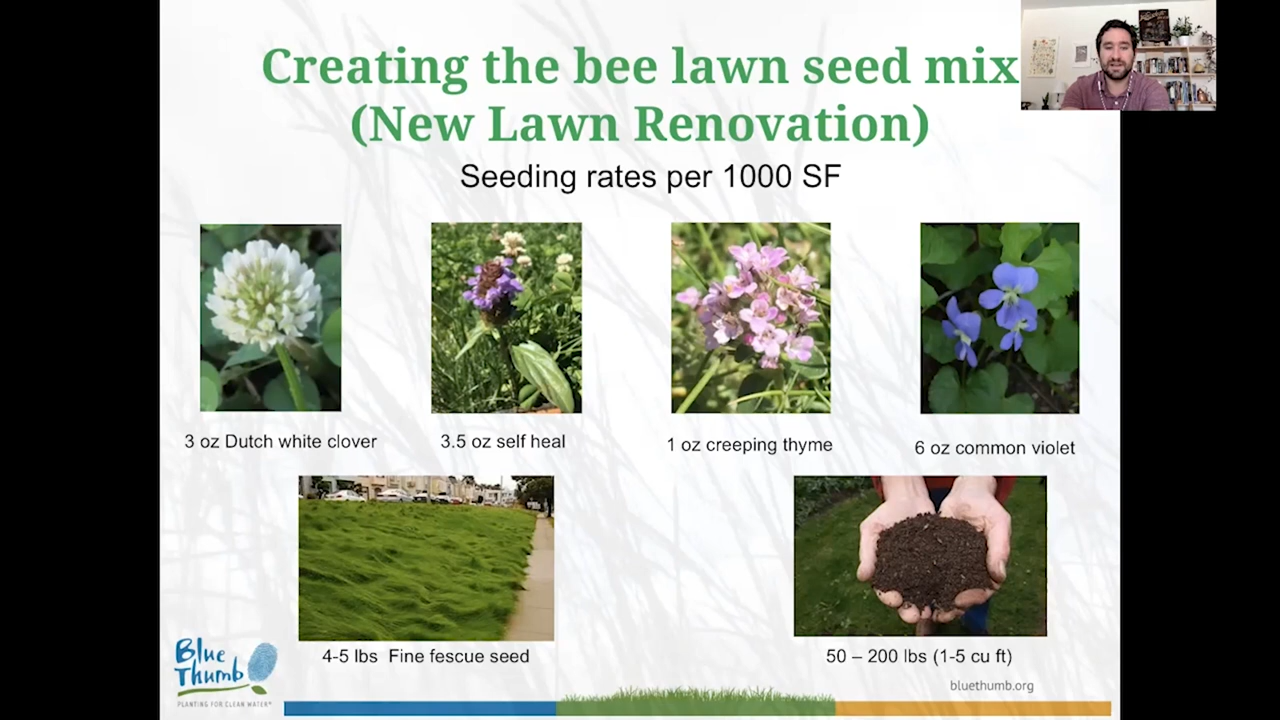 Creating the bee lawn seed mix
(New Lawn Renovation)
Seeding rates per 1000 SF
3 oz Dutch white clover
3.5 oz self heal
1 oz creeping thyme
6 oz common violet
4-5 lbs Fine fescue seed
50 – 200 lbs (1-5 cu ft)
Blue
Thumb
PLANTING FOR CLEAN WATER
bluethumb.org